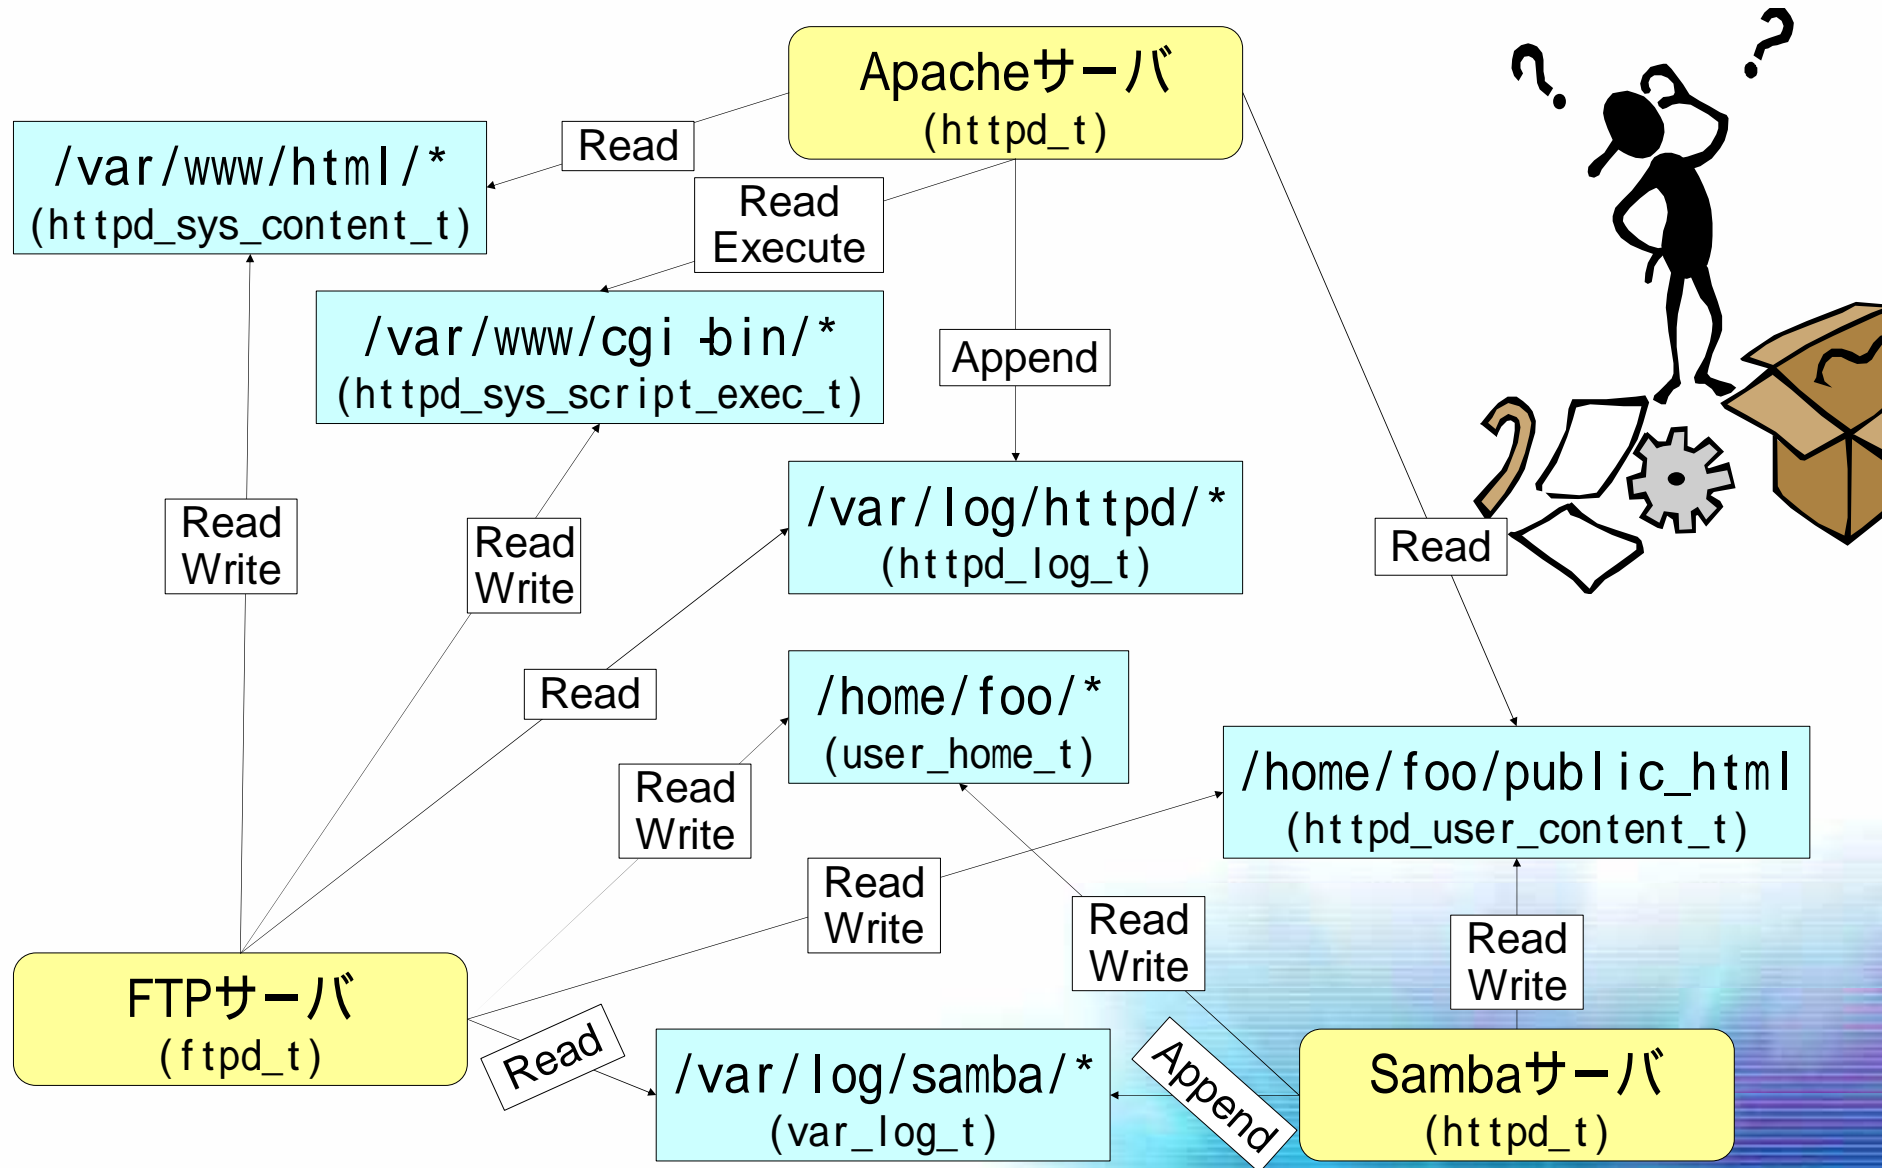 Apacheサーバ
(httpd_t)
Read
/var/www/html/*
(httpd_sys_content_t)
Read
Execute
/var/www/cgi-bin/*
(httpd_sys_script_exec_t)
Append
/var/log/httpd/*
(httpd_log_t)
Read
Read
Write
Read
Write
Read
/home/foo/*
(user_home_t)
/home/foo/public_html
(httpd_user_content_t)
Read
Write
Read
Write
Read
Write
Read
Write
FTPサーバ
(ftpd_t)
Read
/var/log/samba/*
(var_log_t)
Append
Sambaサーバ
(httpd_t)